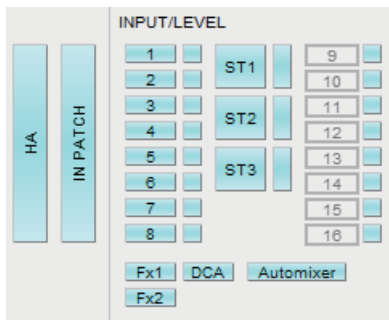 INPUT/LEVEL
HA
IN PATCH
1
2
3
4
5
6
7
8
ST1
ST2
ST3
9
10
11
12
13
14
15
16
Fx1 DCA Automixer
Fx2